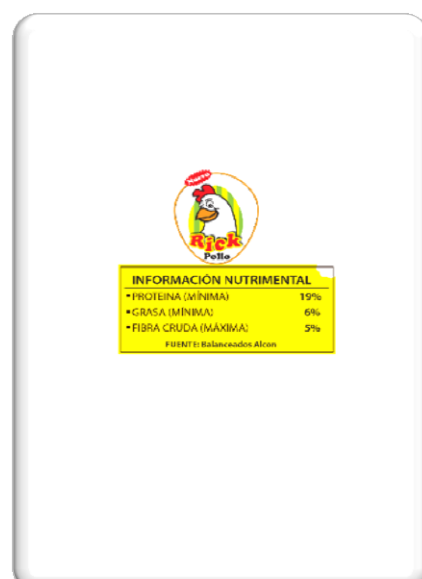 Nuevo
Rick
Pollo
INFORMACIÓN NUTRIMENTAL
▪PROTEINA (MÍNIMA) 19%
▪GRASA (MÍNIMA) 6%
▪FIBRA CRUDA (MÁXIMA) 5%
FUENTE: Balanceados Alcon